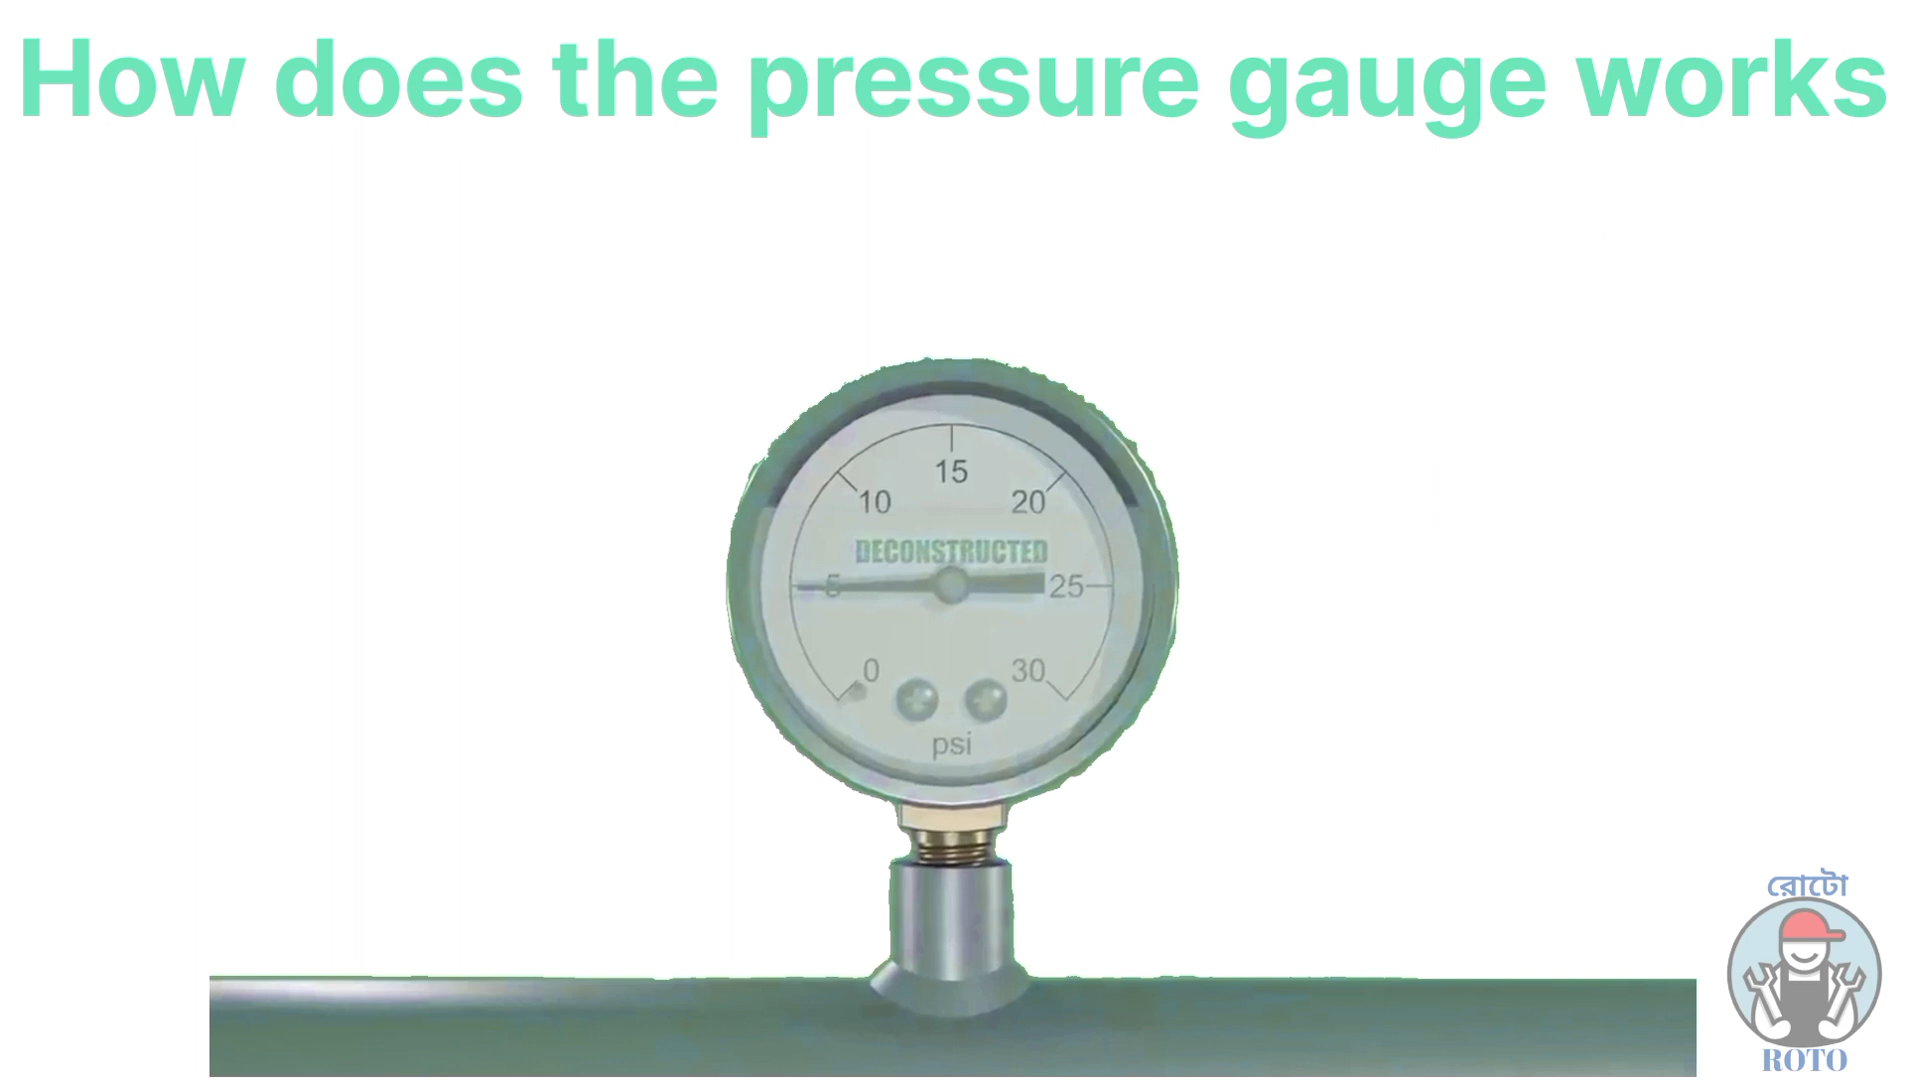 How does the pressure gauge works
15
10
20
DECONSTRUCTED
5
25
0
30
psi
রোটো
ROTO